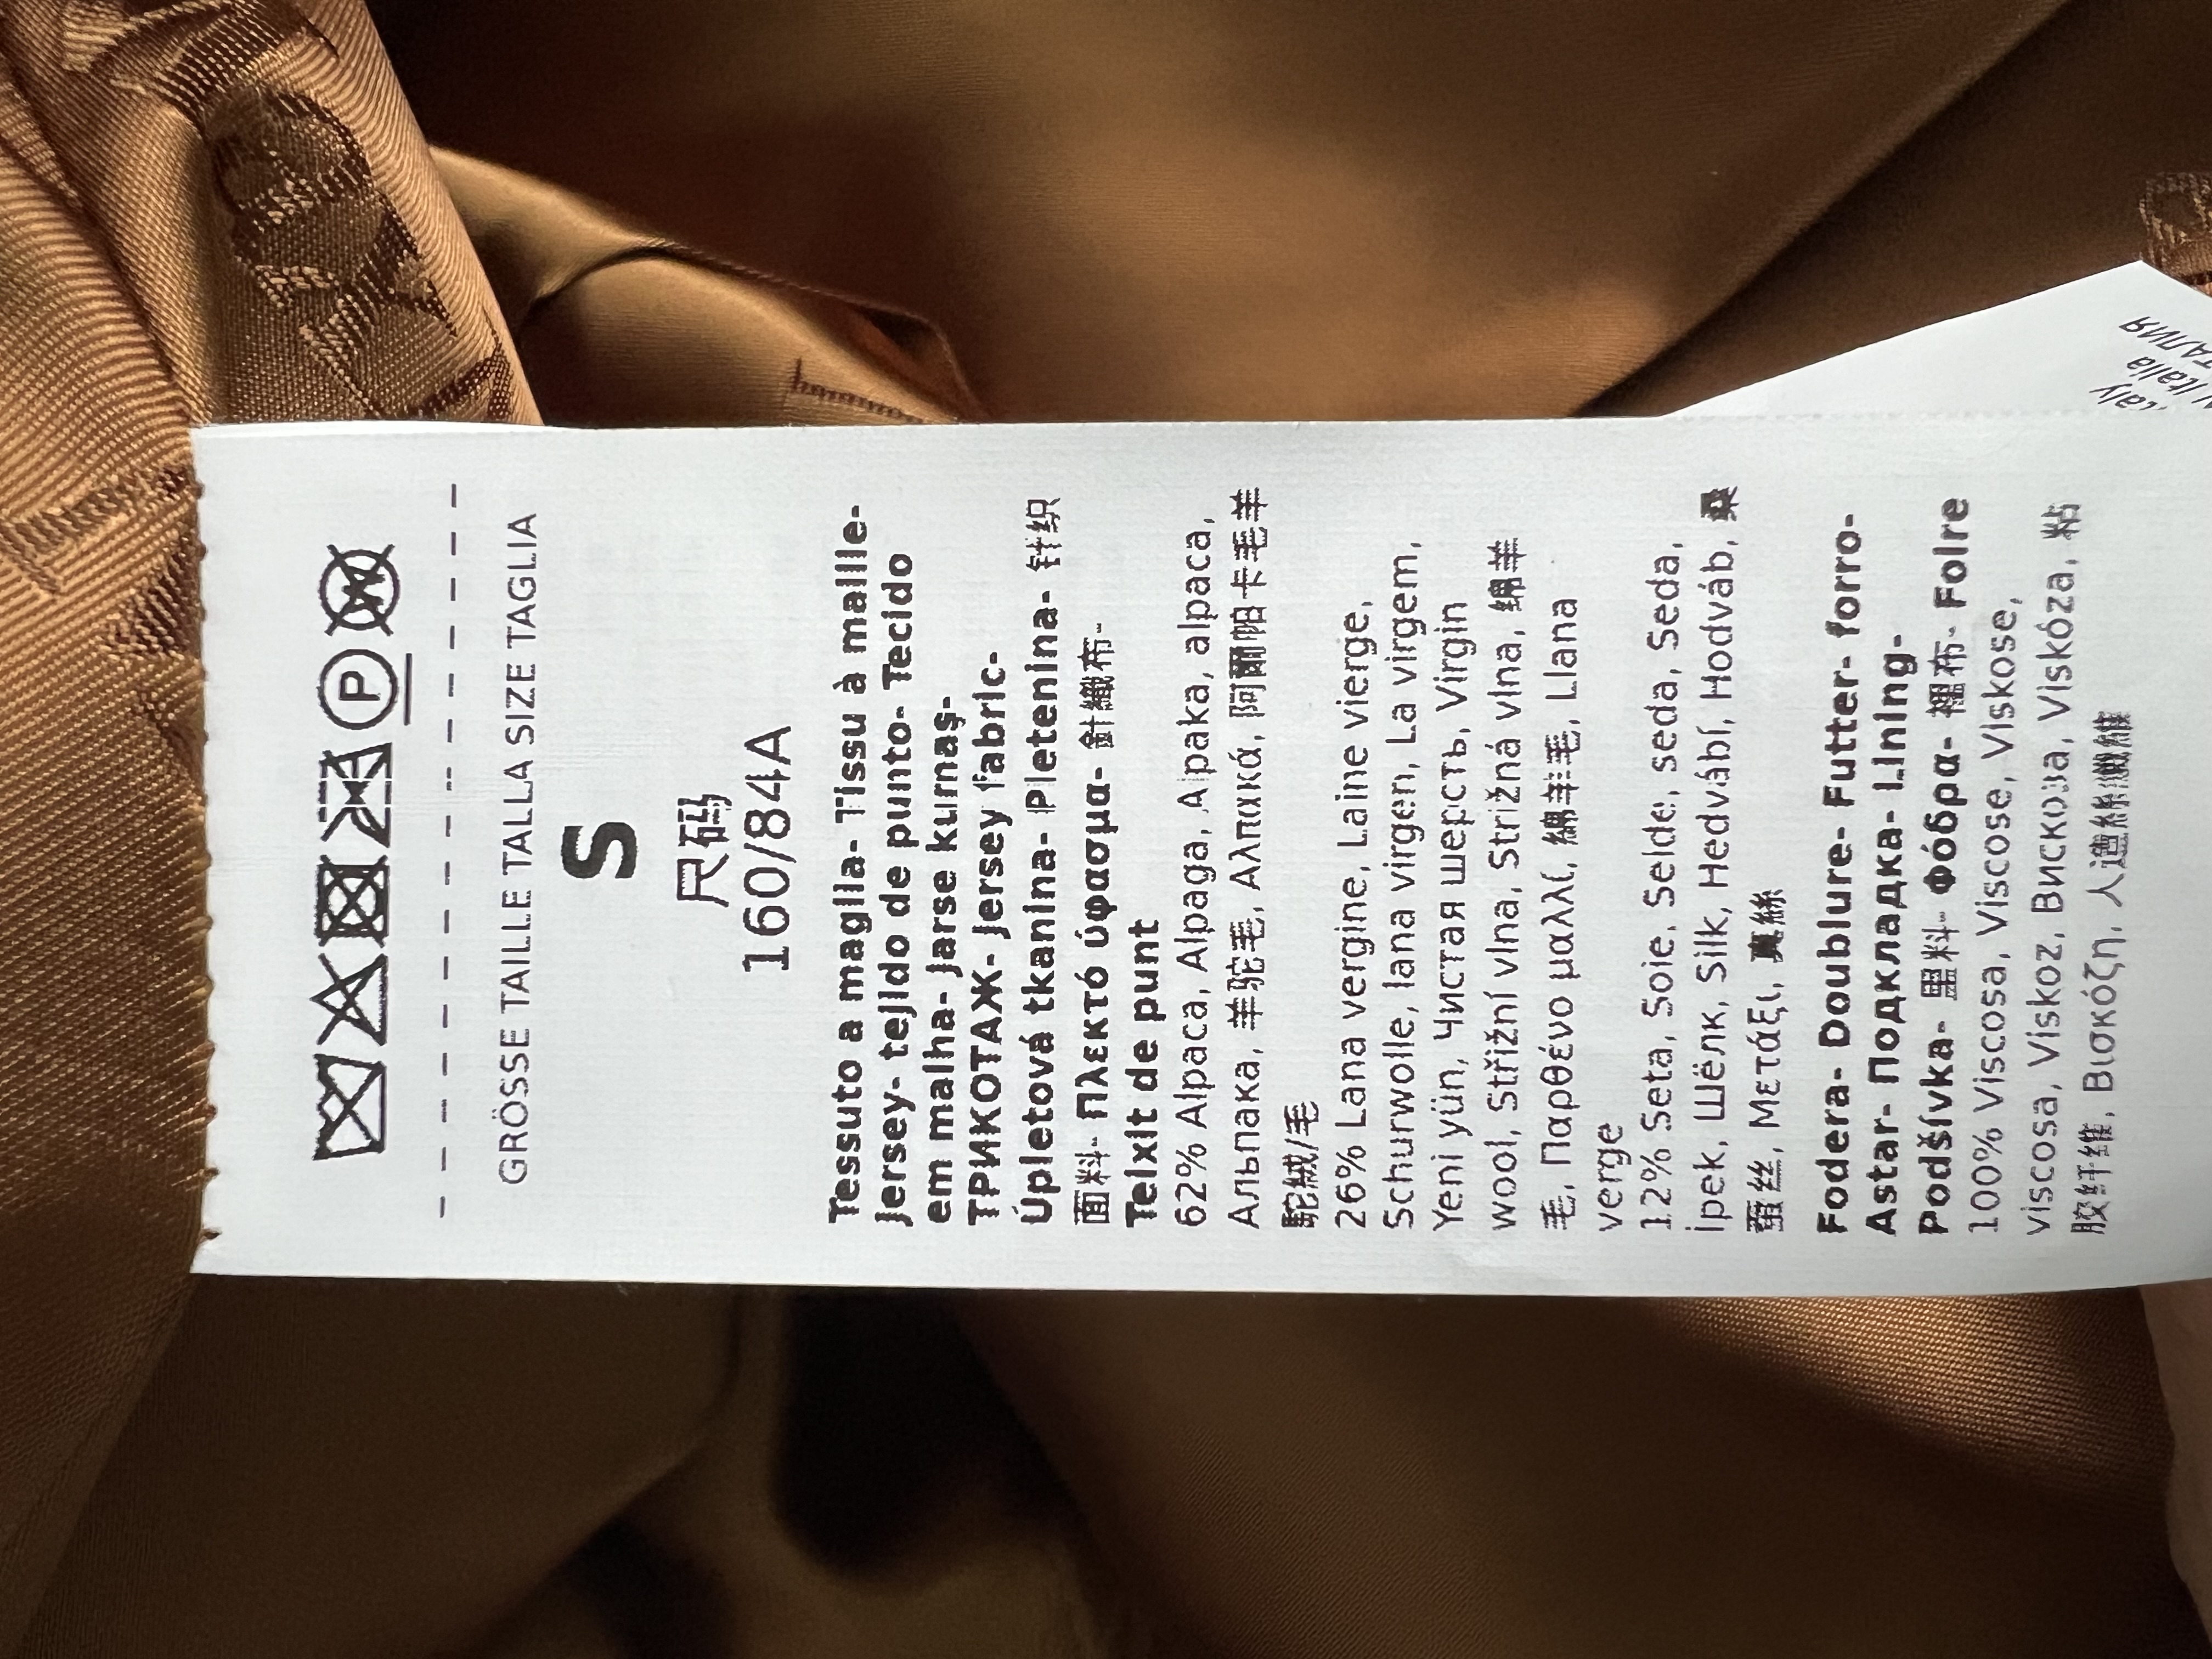 P
W
GRÖSSE TAILLE TALLA SIZE TAGLIA
S
尺码
160/84A
Tessuto a maglia- Tissu à maille-
Jersey- tejido de punto- Tecido
em malha- Jarse kumaş-
ТРИКОТАЖ- Jersey fabric-
Úpletová tkanina- Pletenina- 针织
面料- Πλεκτό ύφασμα- 針織布-
Teixit de punt
62% Alpaca, Alpaga, Alpaka, alpaca,
Альпака, 羊驼毛, Αλπακά, 阿爾帕卡毛羊
駝絨/毛
26% Lana vergine, Laine vierge,
Schurwolle, lana virgen, La virgem,
Yeni yün, Чистая шерсть, Virgin
wool, Střižní vlna, Strižná vlna, 绵羊
毛, Παρθένο μαλλί, 綿羊毛, Llana
verge
12% Seta, Soie, Seide, seda, Seda,
İpek, Шёлк, Silk, Hedvábí, Hodváb, 桑
蚕丝, Μετάξι, 真絲
Fodera- Doublure- Futter- forro-
Astar- Подкладка- Lining-
Podšívka- 里料- Φόδρα- 裡布- Folre
100% Viscosa, Viscose, Viskose,
viscosa, Viskoz, Вискоза, Viskóza, 粘
胶纤维, Βισκόζη, 人造絲纖維
Italia